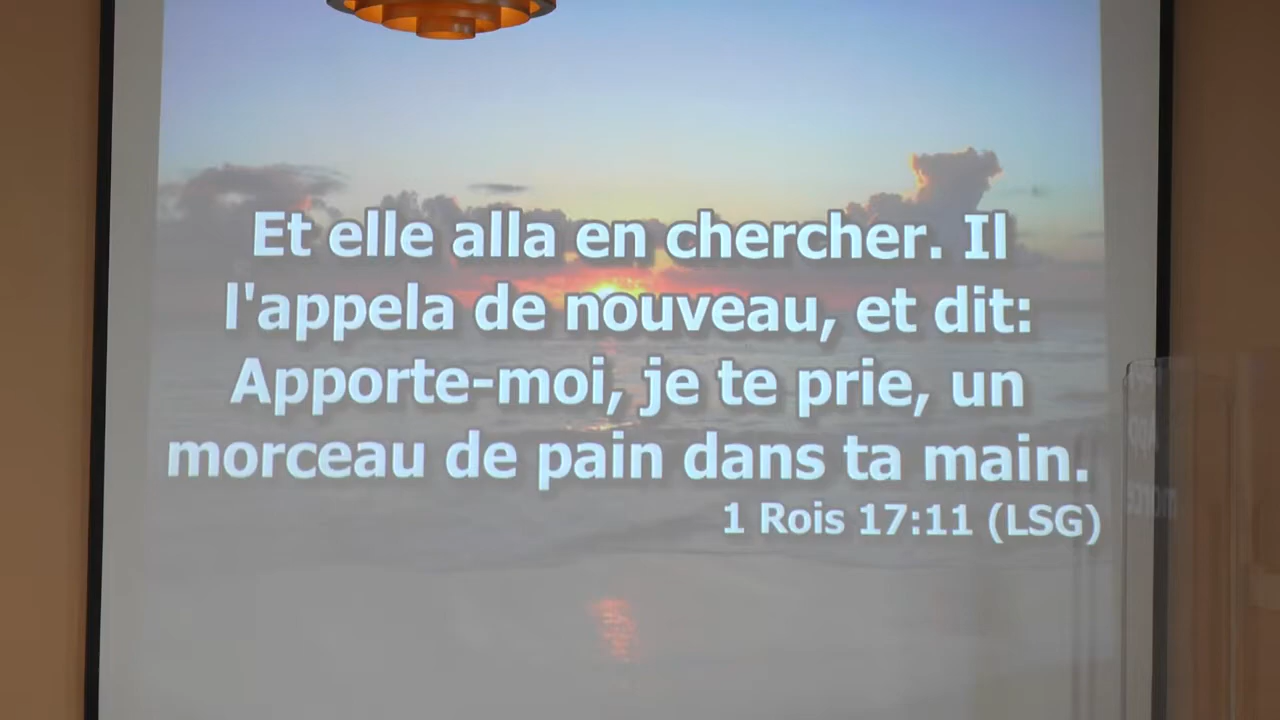 Et elle alla en chercher. Il
l'appela de nouveau, et dit:
Apporte-moi, je te prie, un
morceau de pain dans ta main.
1 Rois 17:11 (LSG)